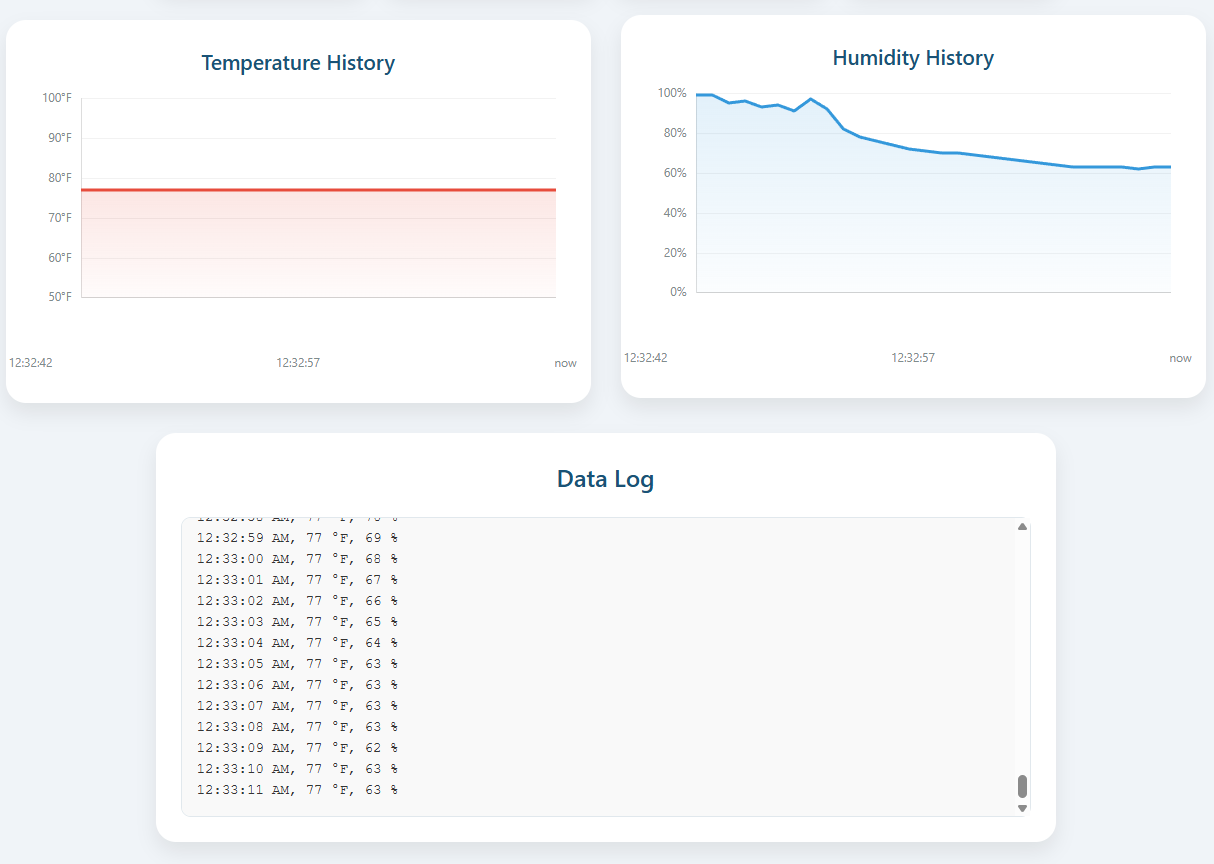 Temperature History
100°F
90°F
80°F
70°F
60°F
50°F
12:32:42 12:32:57 now
Humidity History
100%
80%
60%
40%
20%
0%
12:32:42 12:32:57 now
Data Log
12:32:59 AM, 77 °F, 69 %
12:33:00 AM, 77 °F, 68 %
12:33:01 AM, 77 °F, 67 %
12:33:02 AM, 77 °F, 66 %
12:33:03 AM, 77 °F, 65 %
12:33:04 AM, 77 °F, 64 %
12:33:05 AM, 77 °F, 63 %
12:33:06 AM, 77 °F, 63 %
12:33:07 AM, 77 °F, 63 %
12:33:08 AM, 77 °F, 63 %
12:33:09 AM, 77 °F, 62 %
12:33:10 AM, 77 °F, 63 %
12:33:11 AM, 77 °F, 63 %